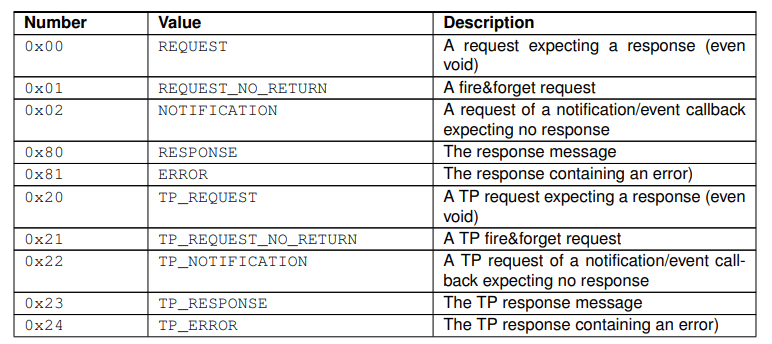 Number Value Description
0x00 REQUEST A request expecting a response (even
void)
0x01 REQUEST_NO_RETURN A fire&forget request
0x02 NOTIFICATION A request of a notification/event callback
expecting no response
0x80 RESPONSE The response message
0x81 ERROR The response containing an error)
0x20 TP_REQUEST A TP request expecting a response (even
void)
0x21 TP_REQUEST_NO_RETURN A TP fire&forget request
0x22 TP_NOTIFICATION A TP request of a notification/event call-
back expecting no response
0x23 TP_RESPONSE The TP response message
0x24 TP_ERROR The TP response containing an error)